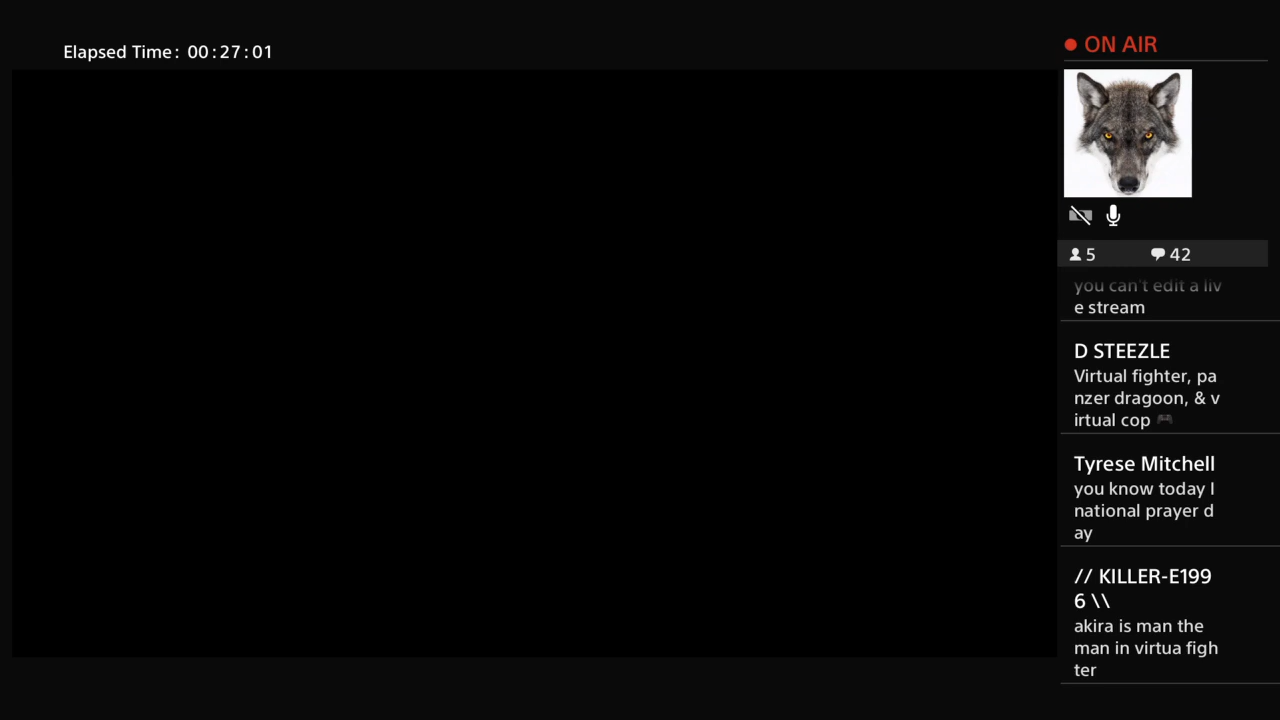 Elapsed Time: 00:27:01
ON AIR
5 42
you can't edit a liv
e stream
D STEEZLE
Virtual fighter, pa
nzer dragoon, & v
irtual cop 🎮
Tyrese Mitchell
you know today I
national prayer d
ay
// KILLER-E199
6 \\
akira is man the
man in virtua figh
ter